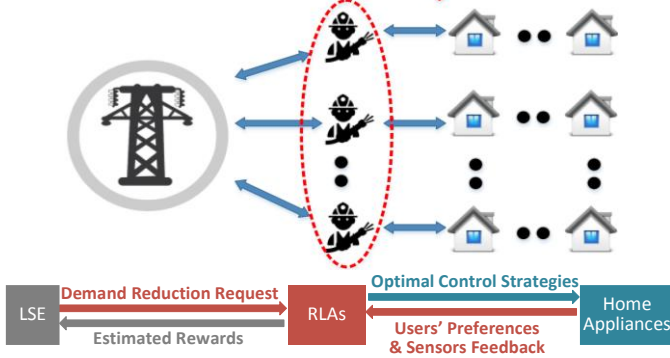 Demand Reduction Request
LSE
Estimated Rewards
RLAs
Optimal Control Strategies
Users' Preferences
& Sensors Feedback
Home
Appliances